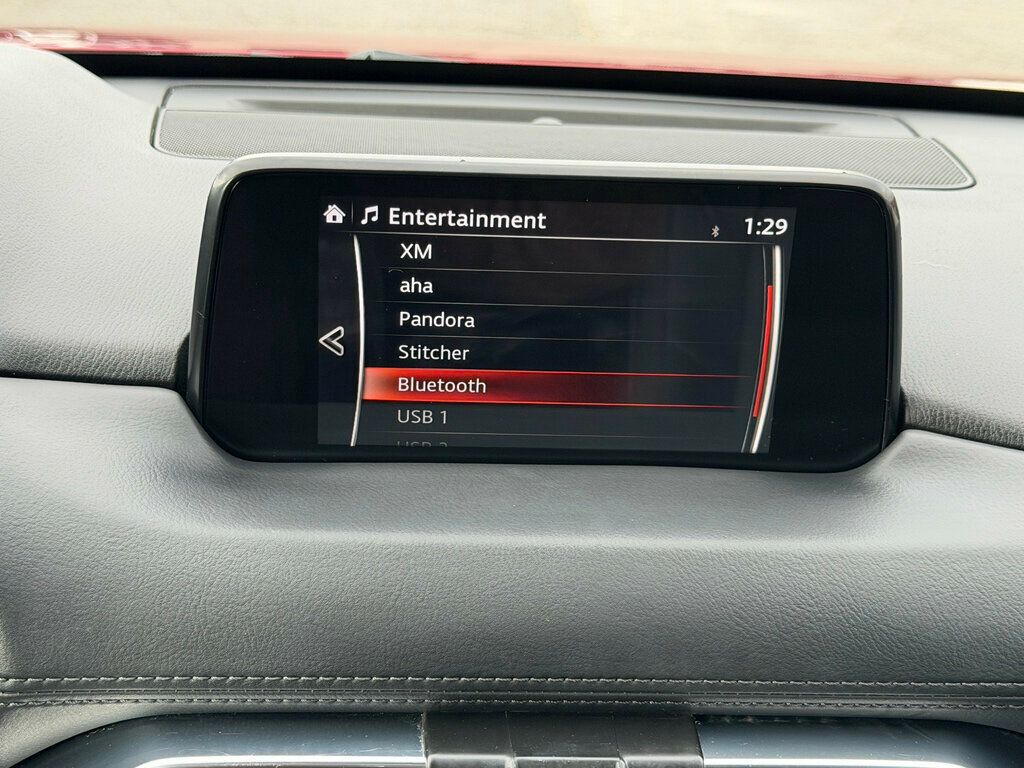 Entertainment
1:29
XM
aha
Pandora
Stitcher
Bluetooth
USB 1